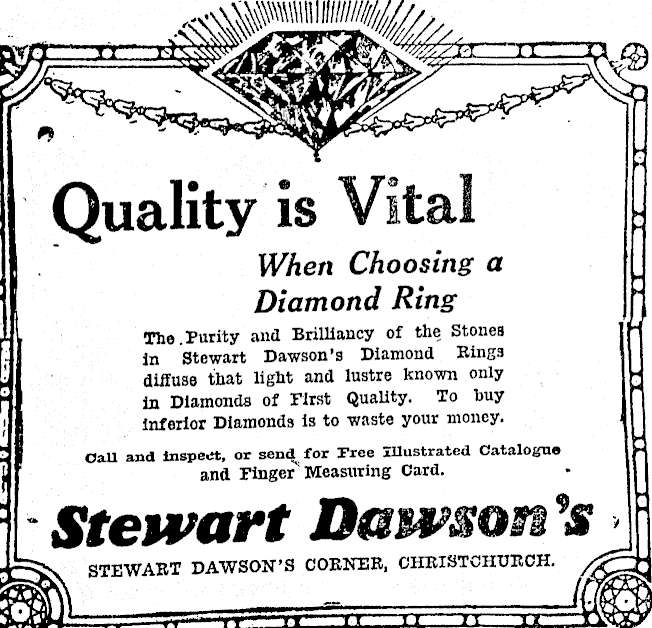 Quality is Vital
When Choosing a
Diamond Ring
The Purity and Brilliancy of the Stones
in Stewart Dawson's Diamond Rings
diffuse that light and lustre known only
in Diamonds of First Quality. To buy
inferior Diamonds is to waste your money.
Call and inspect, or send for Free Illustrated Catalogue
and Finger Measuring Card.
Stewart Dawson's
STEWART DAWSON'S CORNER, CHRISTCHURCH.